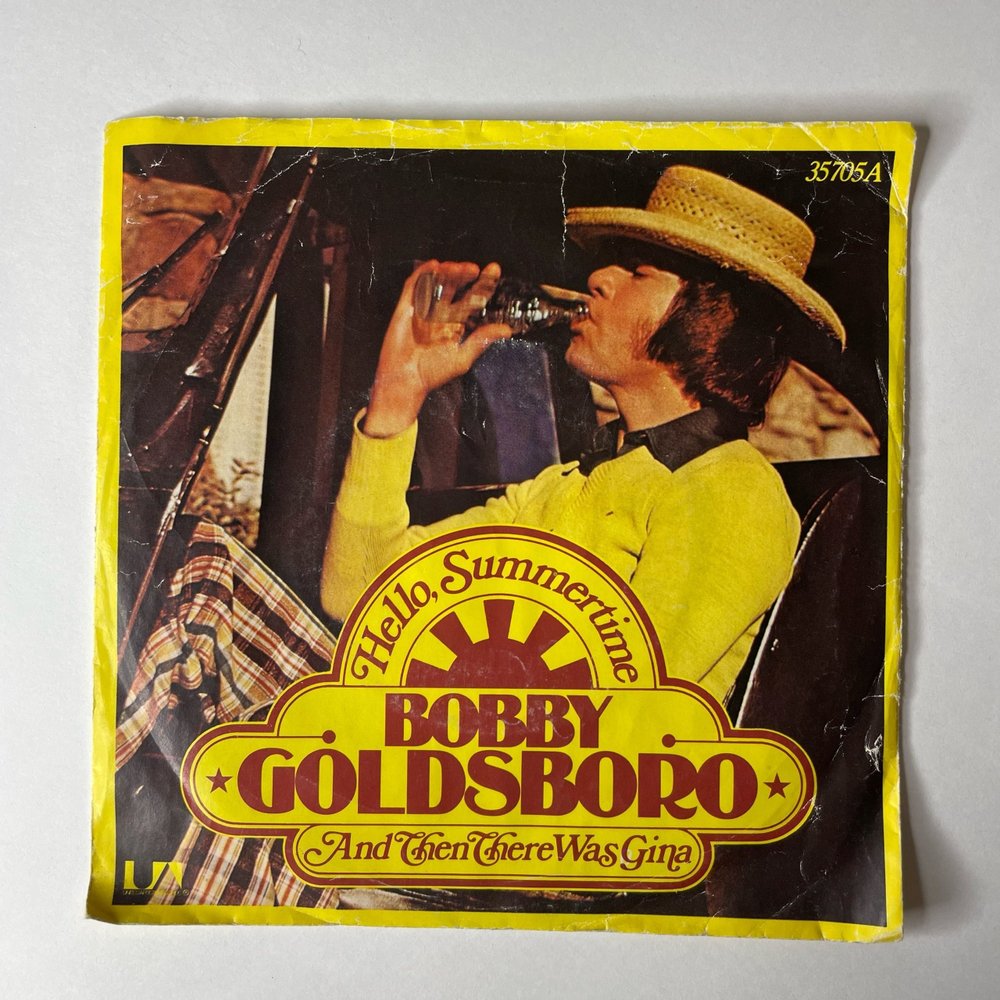 35705A
Hello, Summertime
BOBBY
GOLDSBORO
And Then There Was Gina
UA